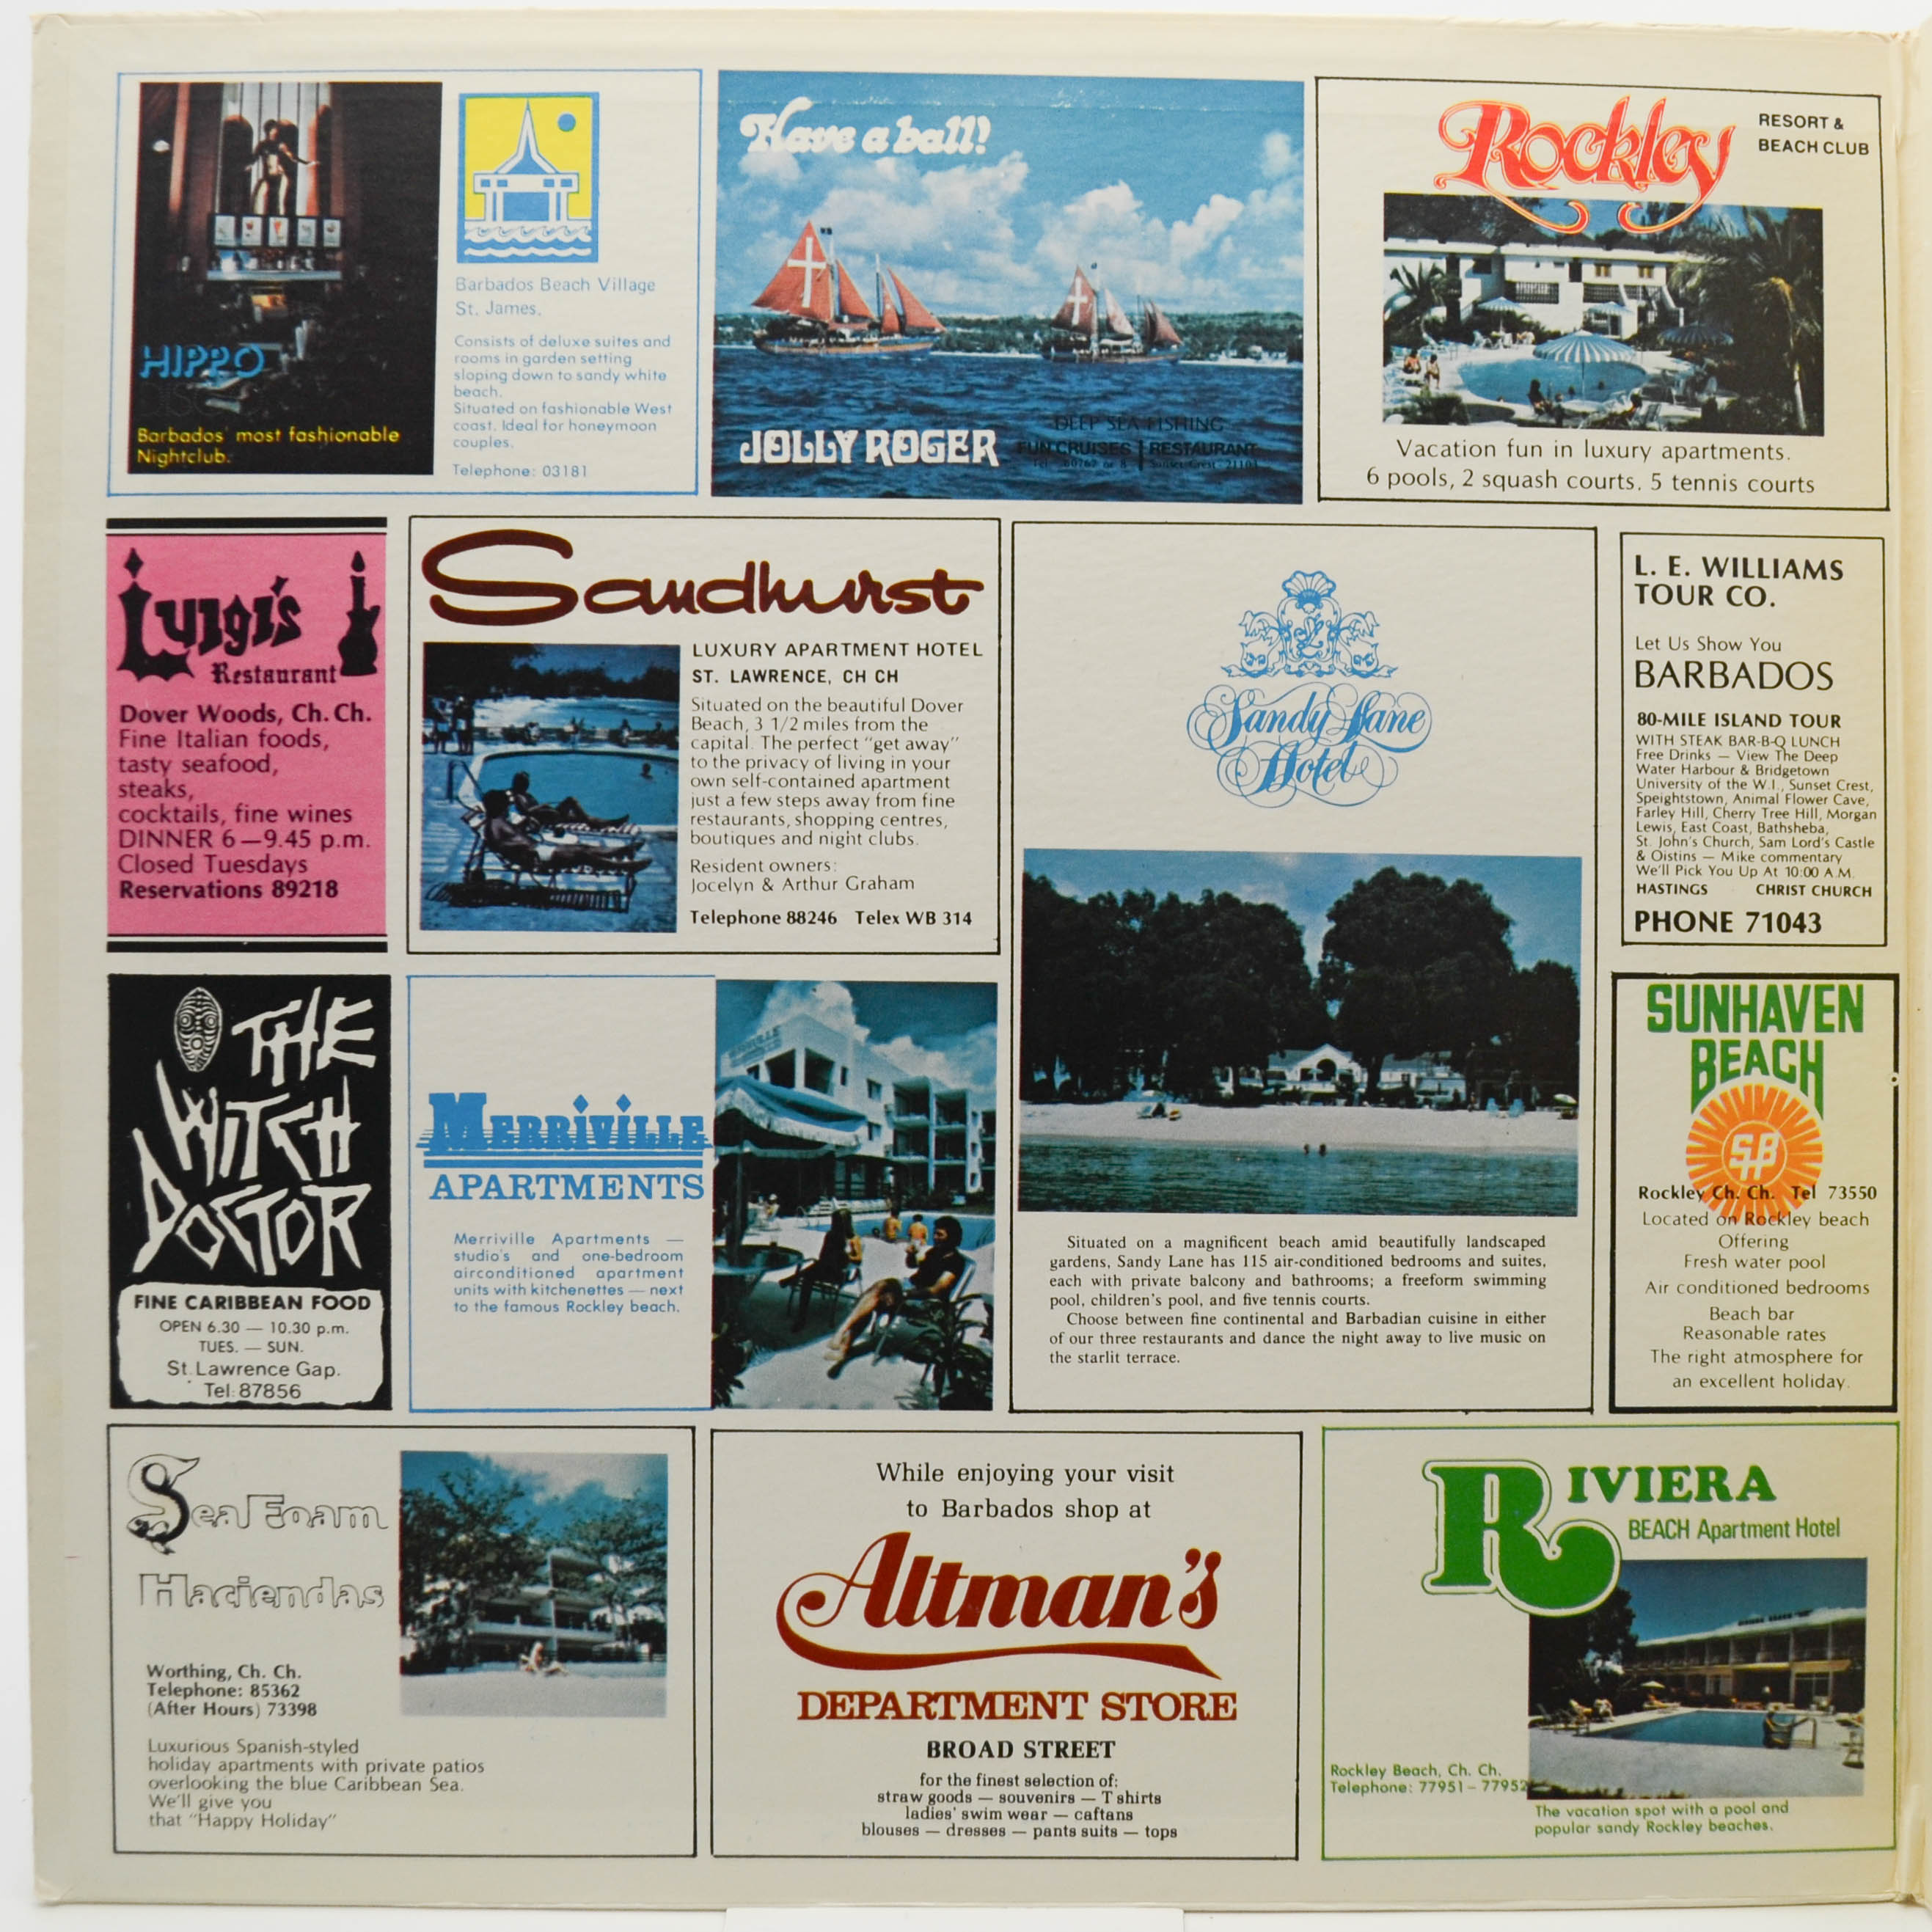 HIPPO
Barbados' most fashionable
Nightclub.
Barbados Beach Village
St. James,
Consists of deluxe suites and
rooms in garden setting
sloping down to sandy white
beach.
Situated on fashionable West
coast, Ideal for honeymoon
couples.
Telephone: 03181
Have a ball!
JOLLY ROGER
DEEP SEA FISHING
FUN CRUISES | RESTAURANT
Rockley
RESORT &
BEACH CLUB
Vacation fun in luxury apartments.
6 pools, 2 squash courts, 5 tennis courts
Luigi's
Restaurant
Dover Woods, Ch. Ch.
Fine Italian foods,
tasty seafood,
steaks,
cocktails, fine wines
DINNER 6—9.45 p.m.
Closed Tuesdays
Reservations 89218
Sandhurst
LUXURY APARTMENT HOTEL
ST. LAWRENCE, CH CH
Situated on the beautiful Dover
Beach, 3 1/2 miles from the
capital. The perfect "get away"
to the privacy of living in your
own self-contained apartment
just a few steps away from fine
restaurants, shopping centres,
boutiques and night clubs.
Resident owners:
Jocelyn & Arthur Graham
Telephone 88246 Telex WB 314
Sandy Lane
Hotel
Situated on a magnificent beach amid beautifully landscaped
gardens, Sandy Lane has 115 air-conditioned bedrooms and suites,
each with private balcony and bathrooms; a freeform swimming
pool, children's pool, and five tennis courts.
Choose between fine continental and Barbadian cuisine in either
of our three restaurants and dance the night away to live music on
the starlit terrace.
L. E. WILLIAMS
TOUR CO.
Let Us Show You
BARBADOS
80-MILE ISLAND TOUR
WITH STEAK BAR-B-Q LUNCH
Free Drinks — View The Deep
Water Harbour & Bridgetown
University of the W.I., Sunset Crest,
Speightstown, Animal Flower Cave,
Farley Hill, Cherry Tree Hill, Morgan
Lewis, East Coast, Bathsheba,
St. John's Church, Sam Lord's Castle
& Oistins — Mike commentary
We'll Pick You Up At 10:00 A.M.
HASTINGS CHRIST CHURCH
PHONE 71043
THE
WITCH
DOCTOR
FINE CARIBBEAN FOOD
OPEN 6.30 — 10.30 p.m.
TUES. — SUN.
St. Lawrence Gap.
Tel: 87856
MERRIVILLE
APARTMENTS
Merriville Apartments —
studio's and one-bedroom
airconditioned apartment
units with kitchenettes — next
to the famous Rockley beach.
SUNHAVEN
BEACH
SB
Rockley Ch. Ch. Tel 73550
Located on Rockley beach
Offering
Fresh water pool
Air conditioned bedrooms
Beach bar
Reasonable rates
The right atmosphere for
an excellent holiday.
Sea Foam
Haciendas
Worthing, Ch. Ch.
Telephone: 85362
(After Hours) 73398
Luxurious Spanish-styled
holiday apartments with private patios
overlooking the blue Caribbean Sea.
We'll give you
that "Happy Holiday"
While enjoying your visit
to Barbados shop at
Altman's
DEPARTMENT STORE
BROAD STREET
for the finest selection of:
straw goods — souvenirs — T shirts
ladies' swim wear — caftans
blouses — dresses — pants suits — tops
RIVIERA
BEACH Apartment Hotel
Rockley Beach, Ch. Ch.
Telephone: 77951 – 77952
The vacation spot with a pool and
popular sandy Rockley beaches.